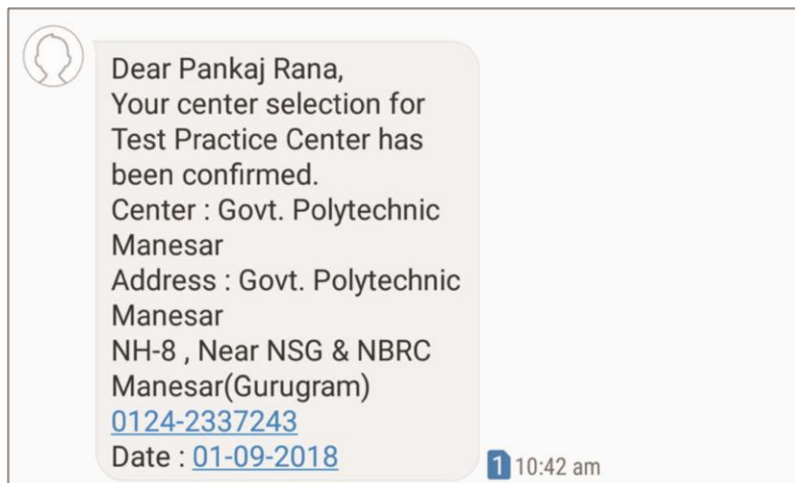 Dear Pankaj Rana,
Your center selection for
Test Practice Center has
been confirmed.
Center : Govt. Polytechnic
Manesar
Address : Govt. Polytechnic
Manesar
NH-8 , Near NSG & NBRC
Manesar(Gurugram)
0124-2337243
Date : 01-09-2018
1 10:42 am